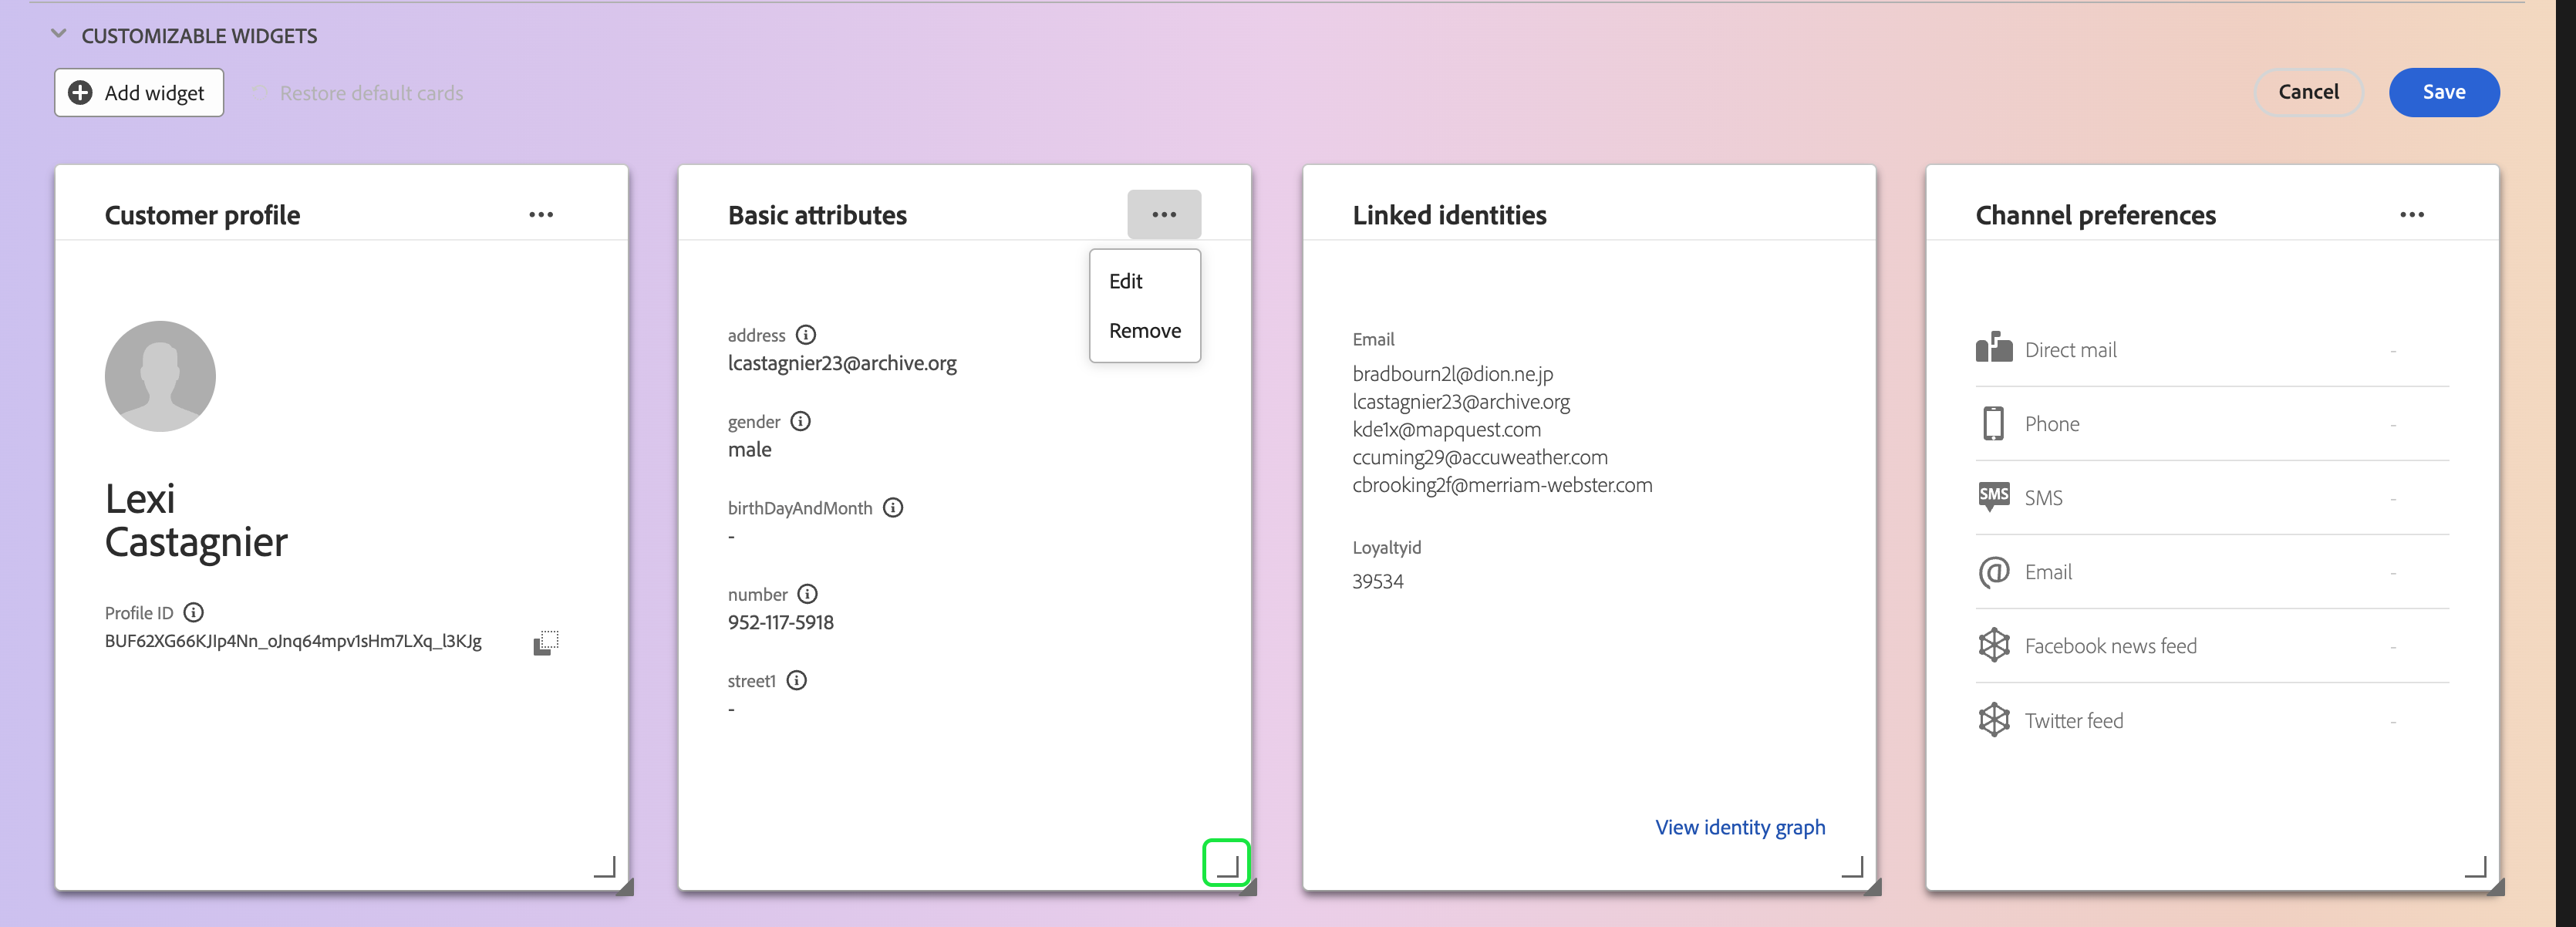 CUSTOMIZABLE WIDGETS
Add widget
Restore default cards
Cancel
Save
Customer profile
Lexi
Castagnier
Profile ID
BUF62XG66KJIp4Nn_oJnq64mpv1sHm7LXq_l3KJg
Basic attributes
Edit
Remove
address
lcastagnier23@archive.org
gender
male
birthDayAndMonth
-
number
952-117-5918
street1
-
Linked identities
Email
bradbourn2l@dion.ne.jp
lcastagnier23@archive.org
kde1x@mapquest.com
ccuming29@accuweather.com
cbrooking2f@merriam-webster.com
Loyaltyid
39534
View identity graph
Channel preferences
Direct mail -
Phone -
SMS SMS -
Email -
Facebook news feed -
Twitter feed -